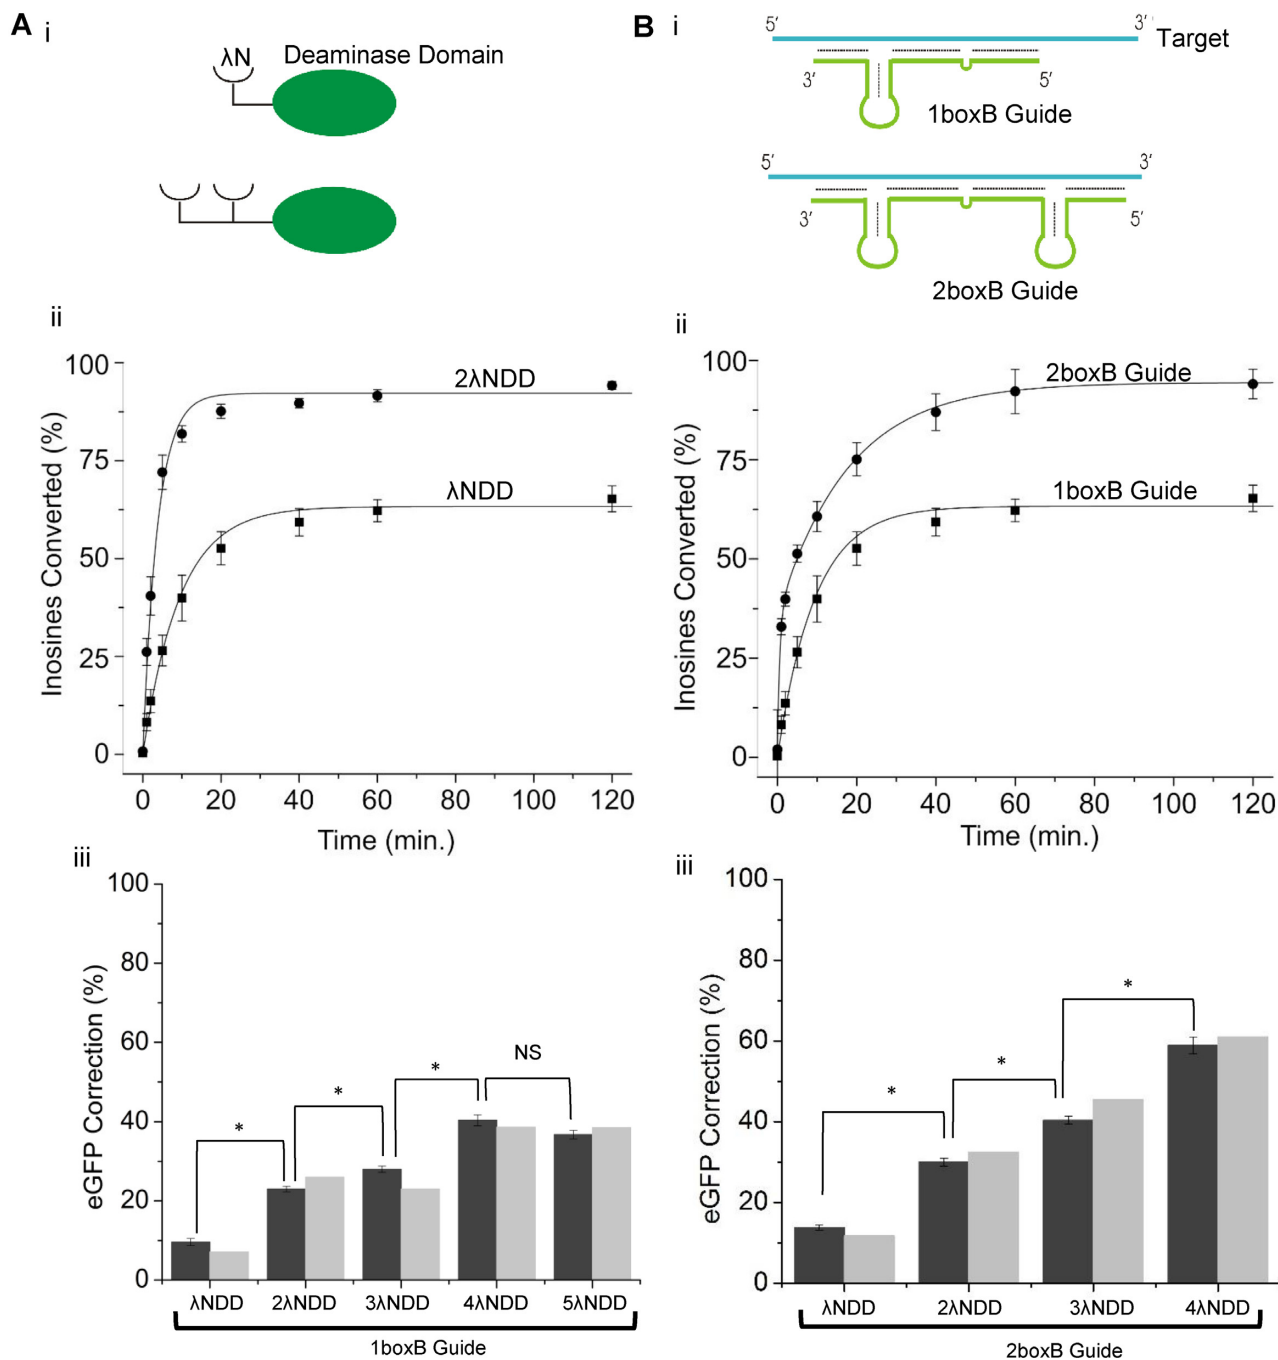 A i
λN
Deaminase Domain
ii
100
75
50
25
0
Inosines Converted (%)
2λNDD
λNDD
0 20 40 60 80 100 120
Time (min.)
iii
100
80
60
40
20
0
eGFP Correction (%)
*
*
*
NS
λNDD 2λNDD 3λNDD 4λNDD 5λNDD
1boxB Guide
B i
5′ 3′
Target
3′ 5′
1boxB Guide
5′ 3′
3′ 5′
2boxB Guide
ii
100
75
50
25
0
Inosines Converted (%)
2boxB Guide
1boxB Guide
0 20 40 60 80 100 120
Time (min.)
iii
100
80
60
40
20
0
eGFP Correction (%)
*
*
*
λNDD 2λNDD 3λNDD 4λNDD
2boxB Guide